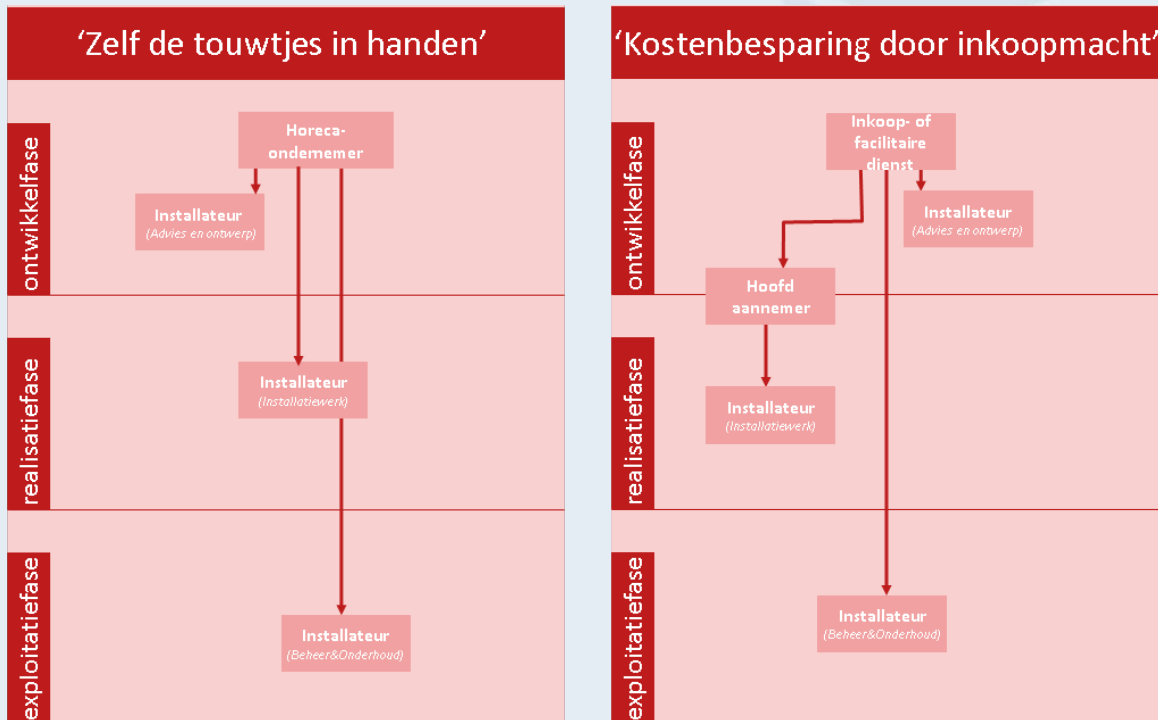 ‘Zelf de touwtjes in handen’
ontwikkelfase
Horeca-
ondernemer
Installateur
(Advies en ontwerp)
realisatiefase
Installateur
(Installatiewerk)
exploitatiefase
Installateur
(Beheer&Onderhoud)
‘Kostenbesparing door inkoopmacht’
ontwikkelfase
Inkoop- of
facilitaire
dienst
Installateur
(Advies en ontwerp)
Hoofd
aannemer
realisatiefase
Installateur
(Installatiewerk)
exploitatiefase
Installateur
(Beheer&Onderhoud)